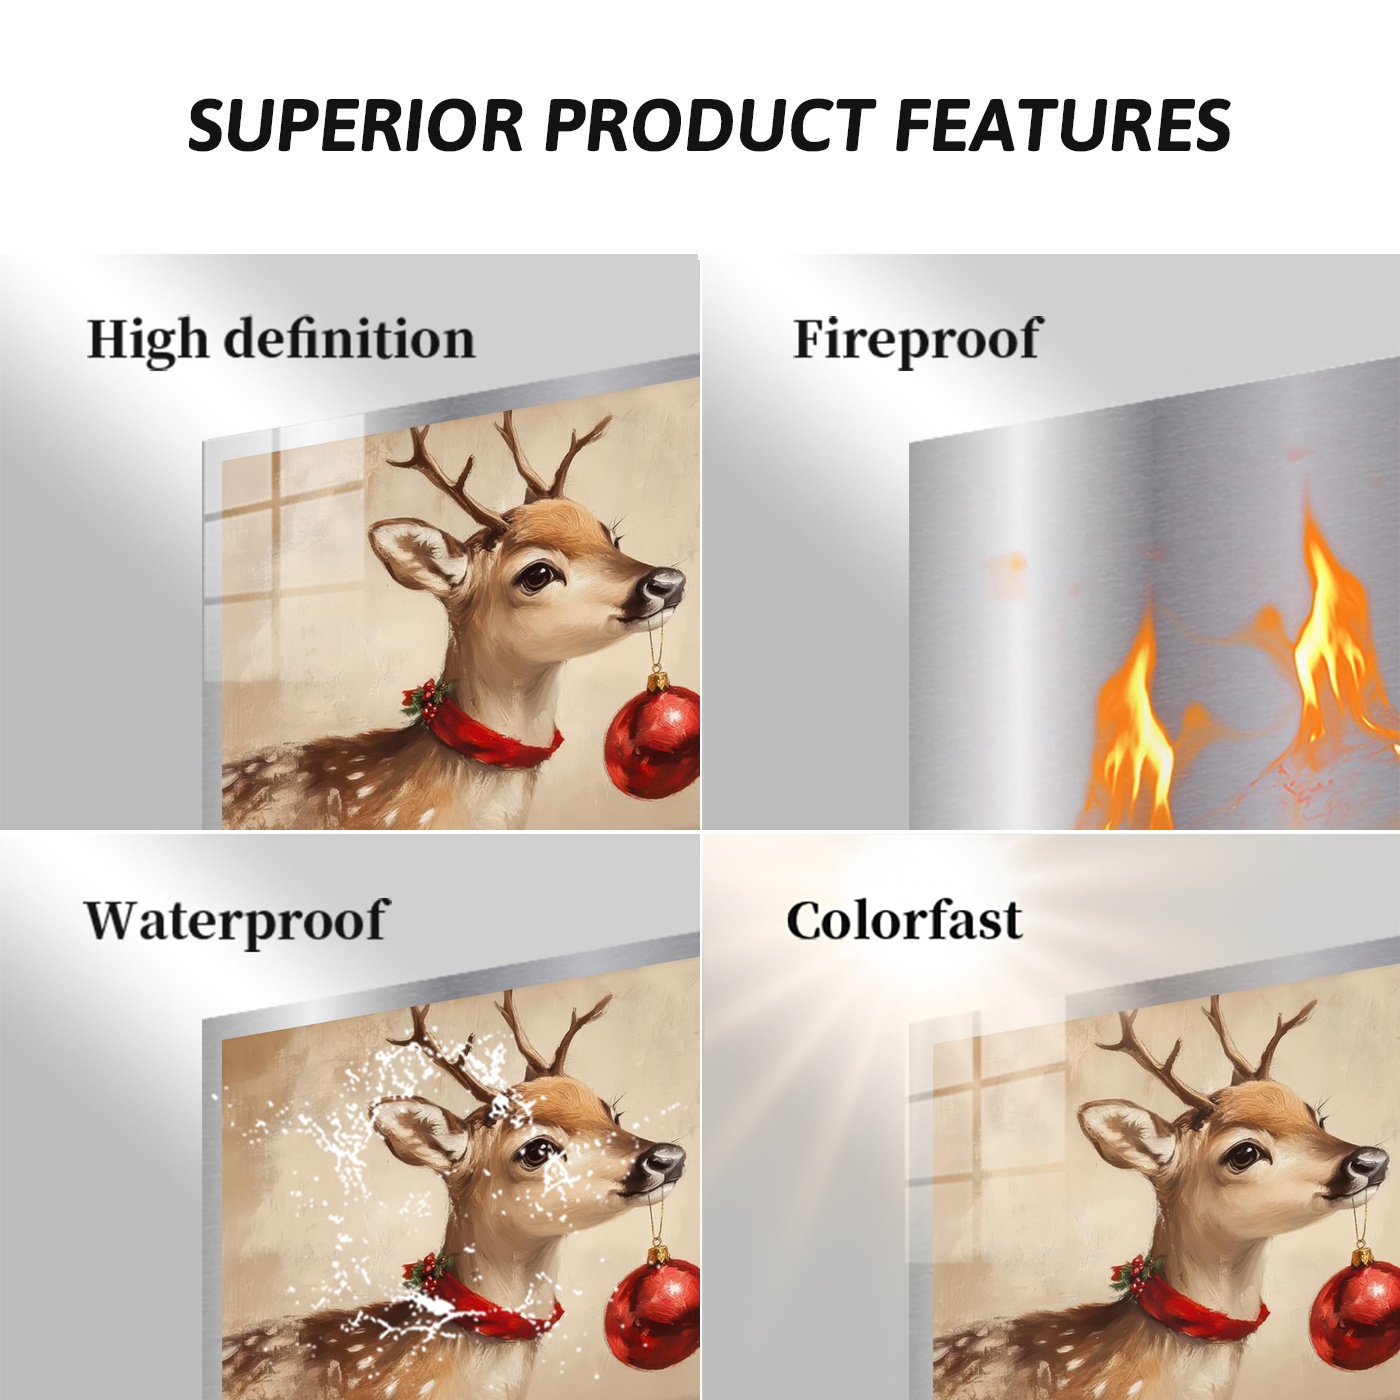 SUPERIOR PRODUCT FEATURES
High definition
Fireproof
Waterproof
Colorfast